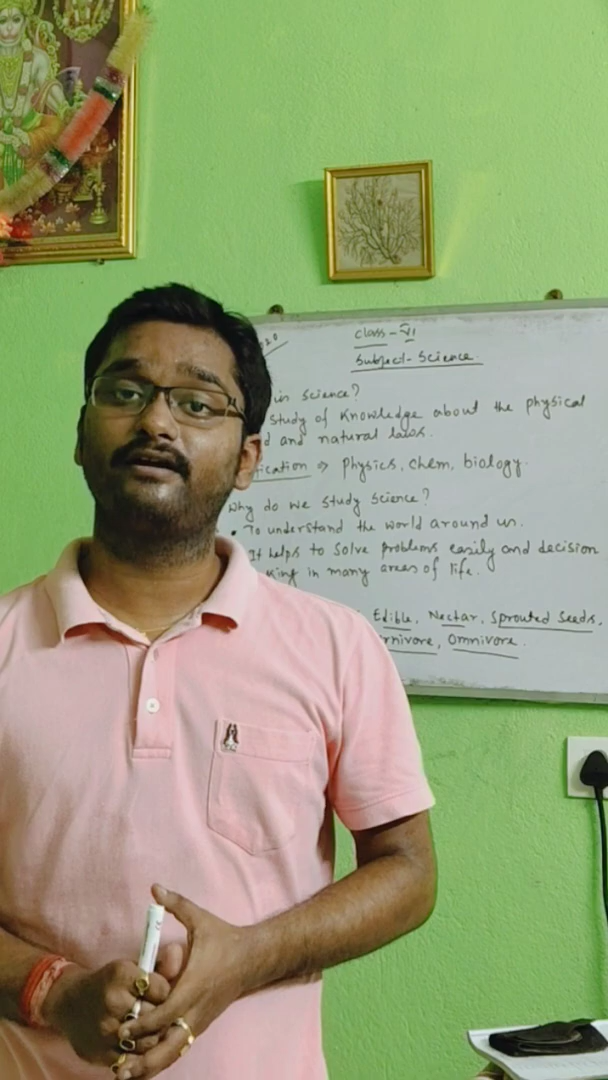 020
Class - VI
Subject - Science.
in Science?
Study of Knowledge about the physical
d and natural laws.
fication => Physics, chem, biology.
Why do we study Science?
• To understand the world around us.
It helps to Solve problems easily and decision
king in many areas of life.
Edible, Nectar, Sprouted Seeds,
rnivore, Omnivore.